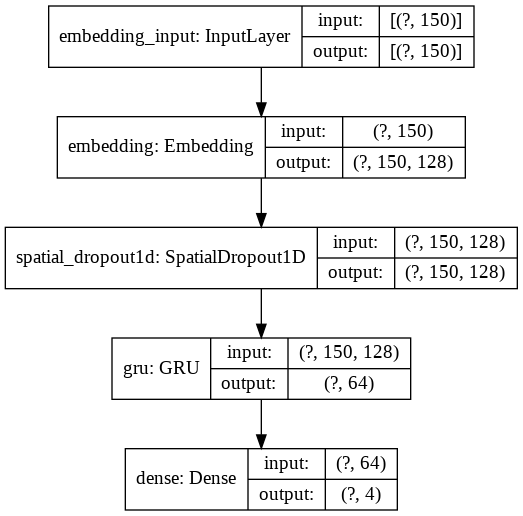 embedding_input: InputLayer
input: [(?, 150)]
output: [(?, 150)]
embedding: Embedding
input: (?, 150)
output: (?, 150, 128)
spatial_dropout1d: SpatialDropout1D
input: (?, 150, 128)
output: (?, 150, 128)
gru: GRU
input: (?, 150, 128)
output: (?, 64)
dense: Dense
input: (?, 64)
output: (?, 4)